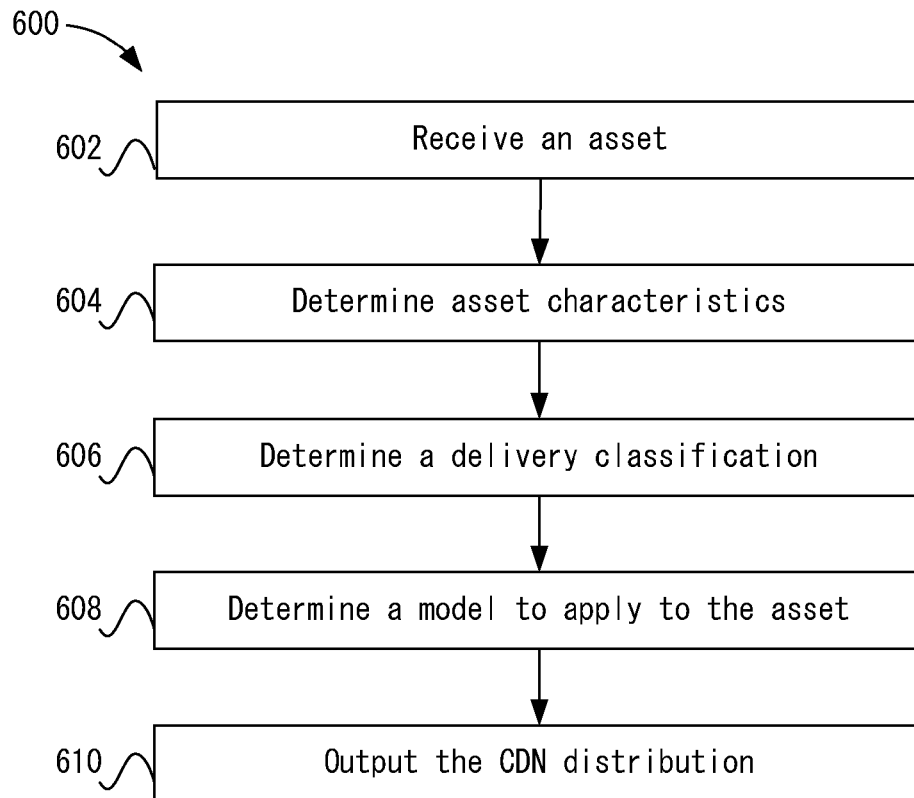 600
Receive an asset
602
Determine asset characteristics
604
Determine a delivery classification
606
Determine a model to apply to the asset
608
Output the CDN distribution
610